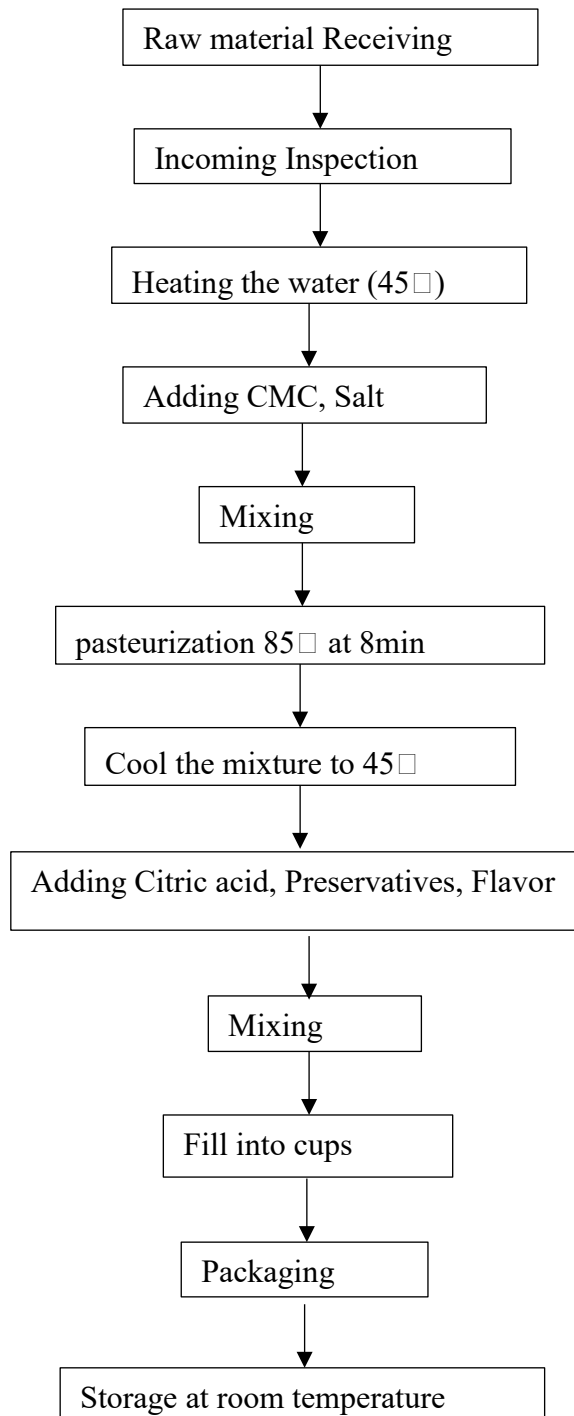 Raw material Receiving
Incoming Inspection
Heating the water (45□)
Adding CMC, Salt
Mixing
pasteurization 85□ at 8min
Cool the mixture to 45□
Adding Citric acid, Preservatives, Flavor
Mixing
Fill into cups
Packaging
Storage at room temperature